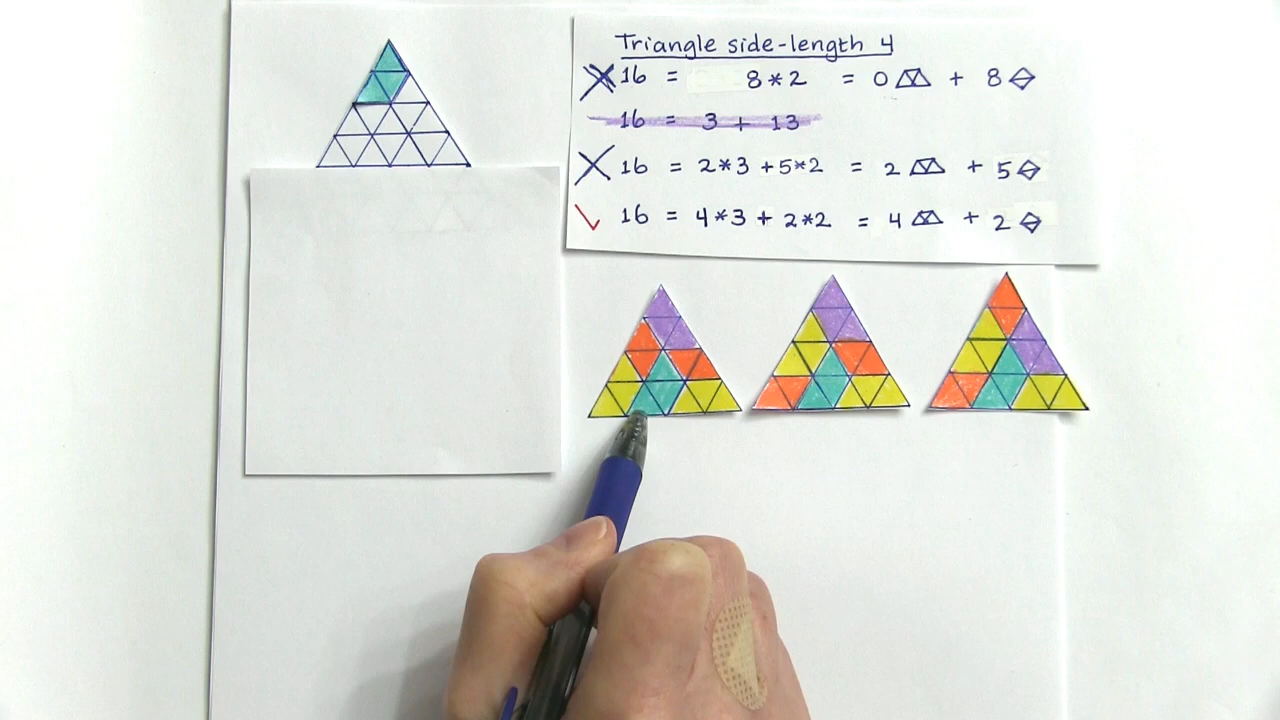 Triangle side-length 4
16 = 8*2 = 0 + 8
16 = 3 + 13
16 = 2*3 + 5*2 = 2 + 5
16 = 4*3 + 2*2 = 4 + 2